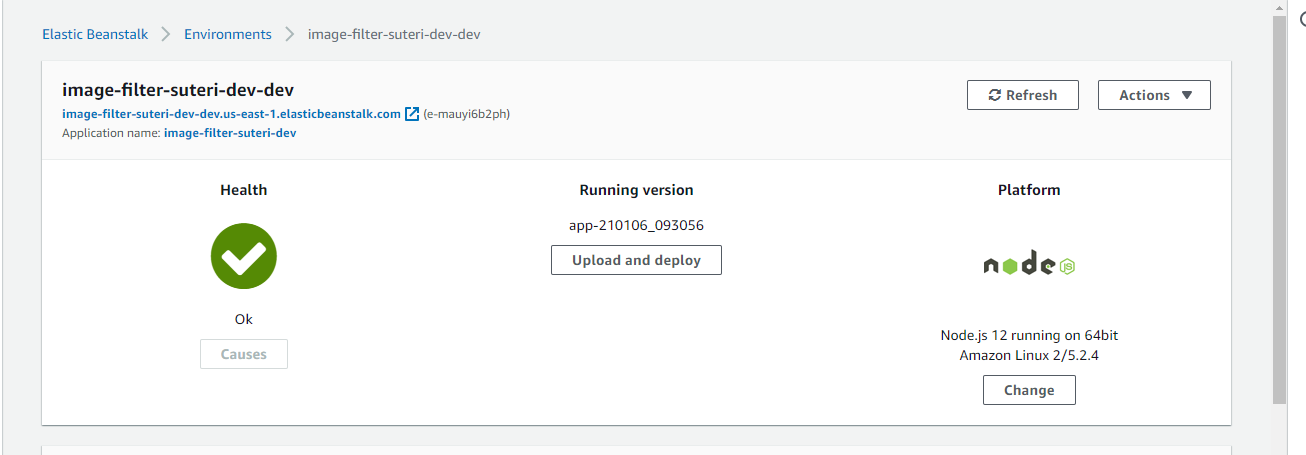 Elastic Beanstalk > Environments > image-filter-suteri-dev-dev
image-filter-suteri-dev-dev
Refresh
Actions ▼
image-filter-suteri-dev-dev.us-east-1.elasticbeanstalk.com (e-mauyi6b2ph)
Application name: image-filter-suteri-dev
Health
Ok
Causes
Running version
app-210106_093056
Upload and deploy
Platform
node JS
Node.js 12 running on 64bit
Amazon Linux 2/5.2.4
Change